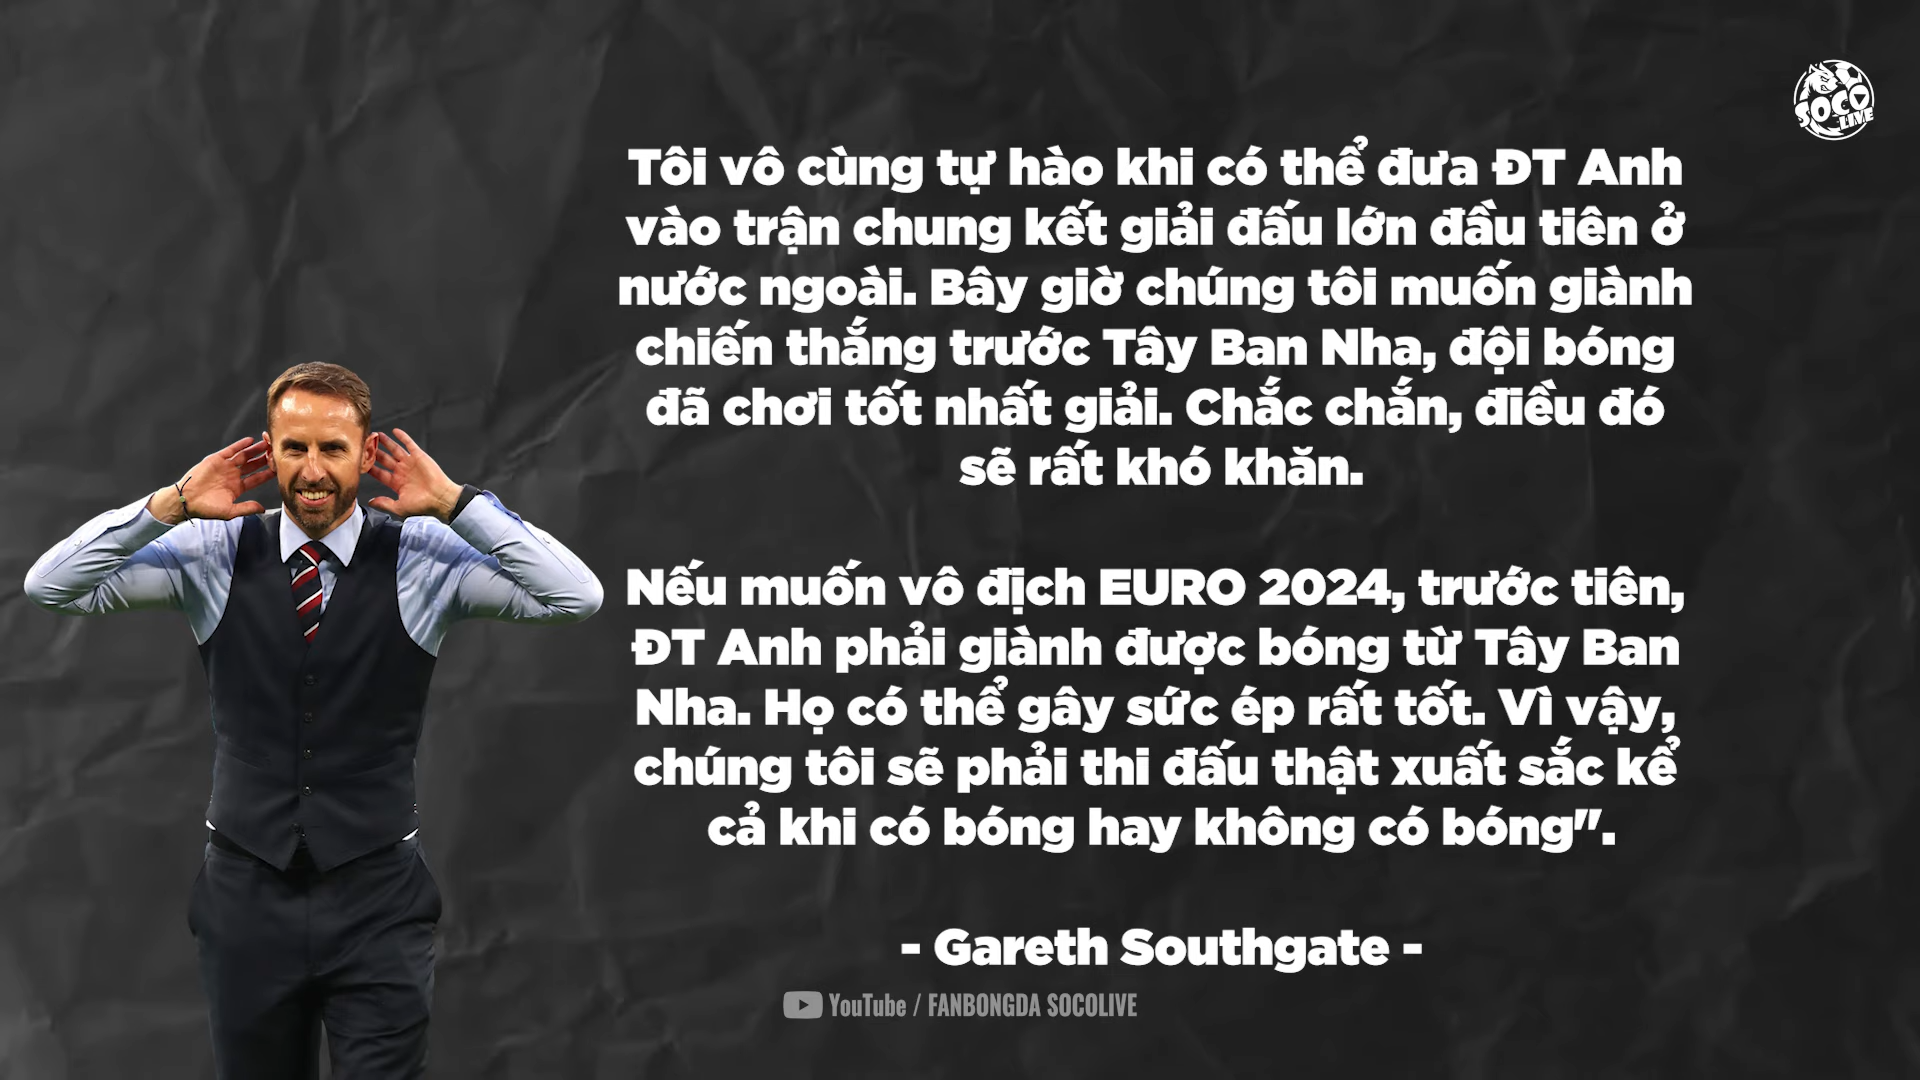 SOCO
LIVE
Tôi vô cùng tự hào khi có thể đưa ĐT Anh
vào trận chung kết giải đấu lớn đầu tiên ở
nước ngoài. Bây giờ chúng tôi muốn giành
chiến thắng trước Tây Ban Nha, đội bóng
đã chơi tốt nhất giải. Chắc chắn, điều đó
sẽ rất khó khăn.
Nếu muốn vô địch EURO 2024, trước tiên,
ĐT Anh phải giành được bóng từ Tây Ban
Nha. Họ có thể gây sức ép rất tốt. Vì vậy,
chúng tôi sẽ phải thi đấu thật xuất sắc kể
cả khi có bóng hay không có bóng".
- Gareth Southgate -
YouTube / FANBONGDA SOCOLIVE